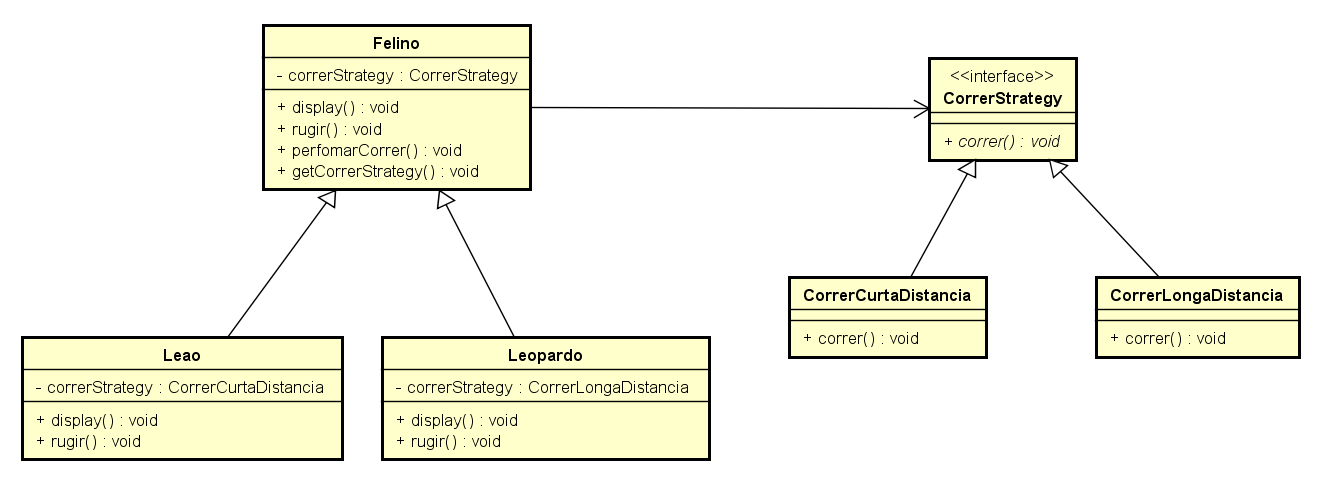 Felino
- correrStrategy : CorrerStrategy
+ display() : void
+ rugir() : void
+ perfomarCorrer() : void
+ getCorrerStrategy() : void
<<interface>>
CorrerStrategy
+ correr() : void
Leao
- correrStrategy : CorrerCurtaDistancia
+ display() : void
+ rugir() : void
Leopardo
- correrStrategy : CorrerLongaDistancia
+ display() : void
+ rugir() : void
CorrerCurtaDistancia
+ correr() : void
CorrerLongaDistancia
+ correr() : void